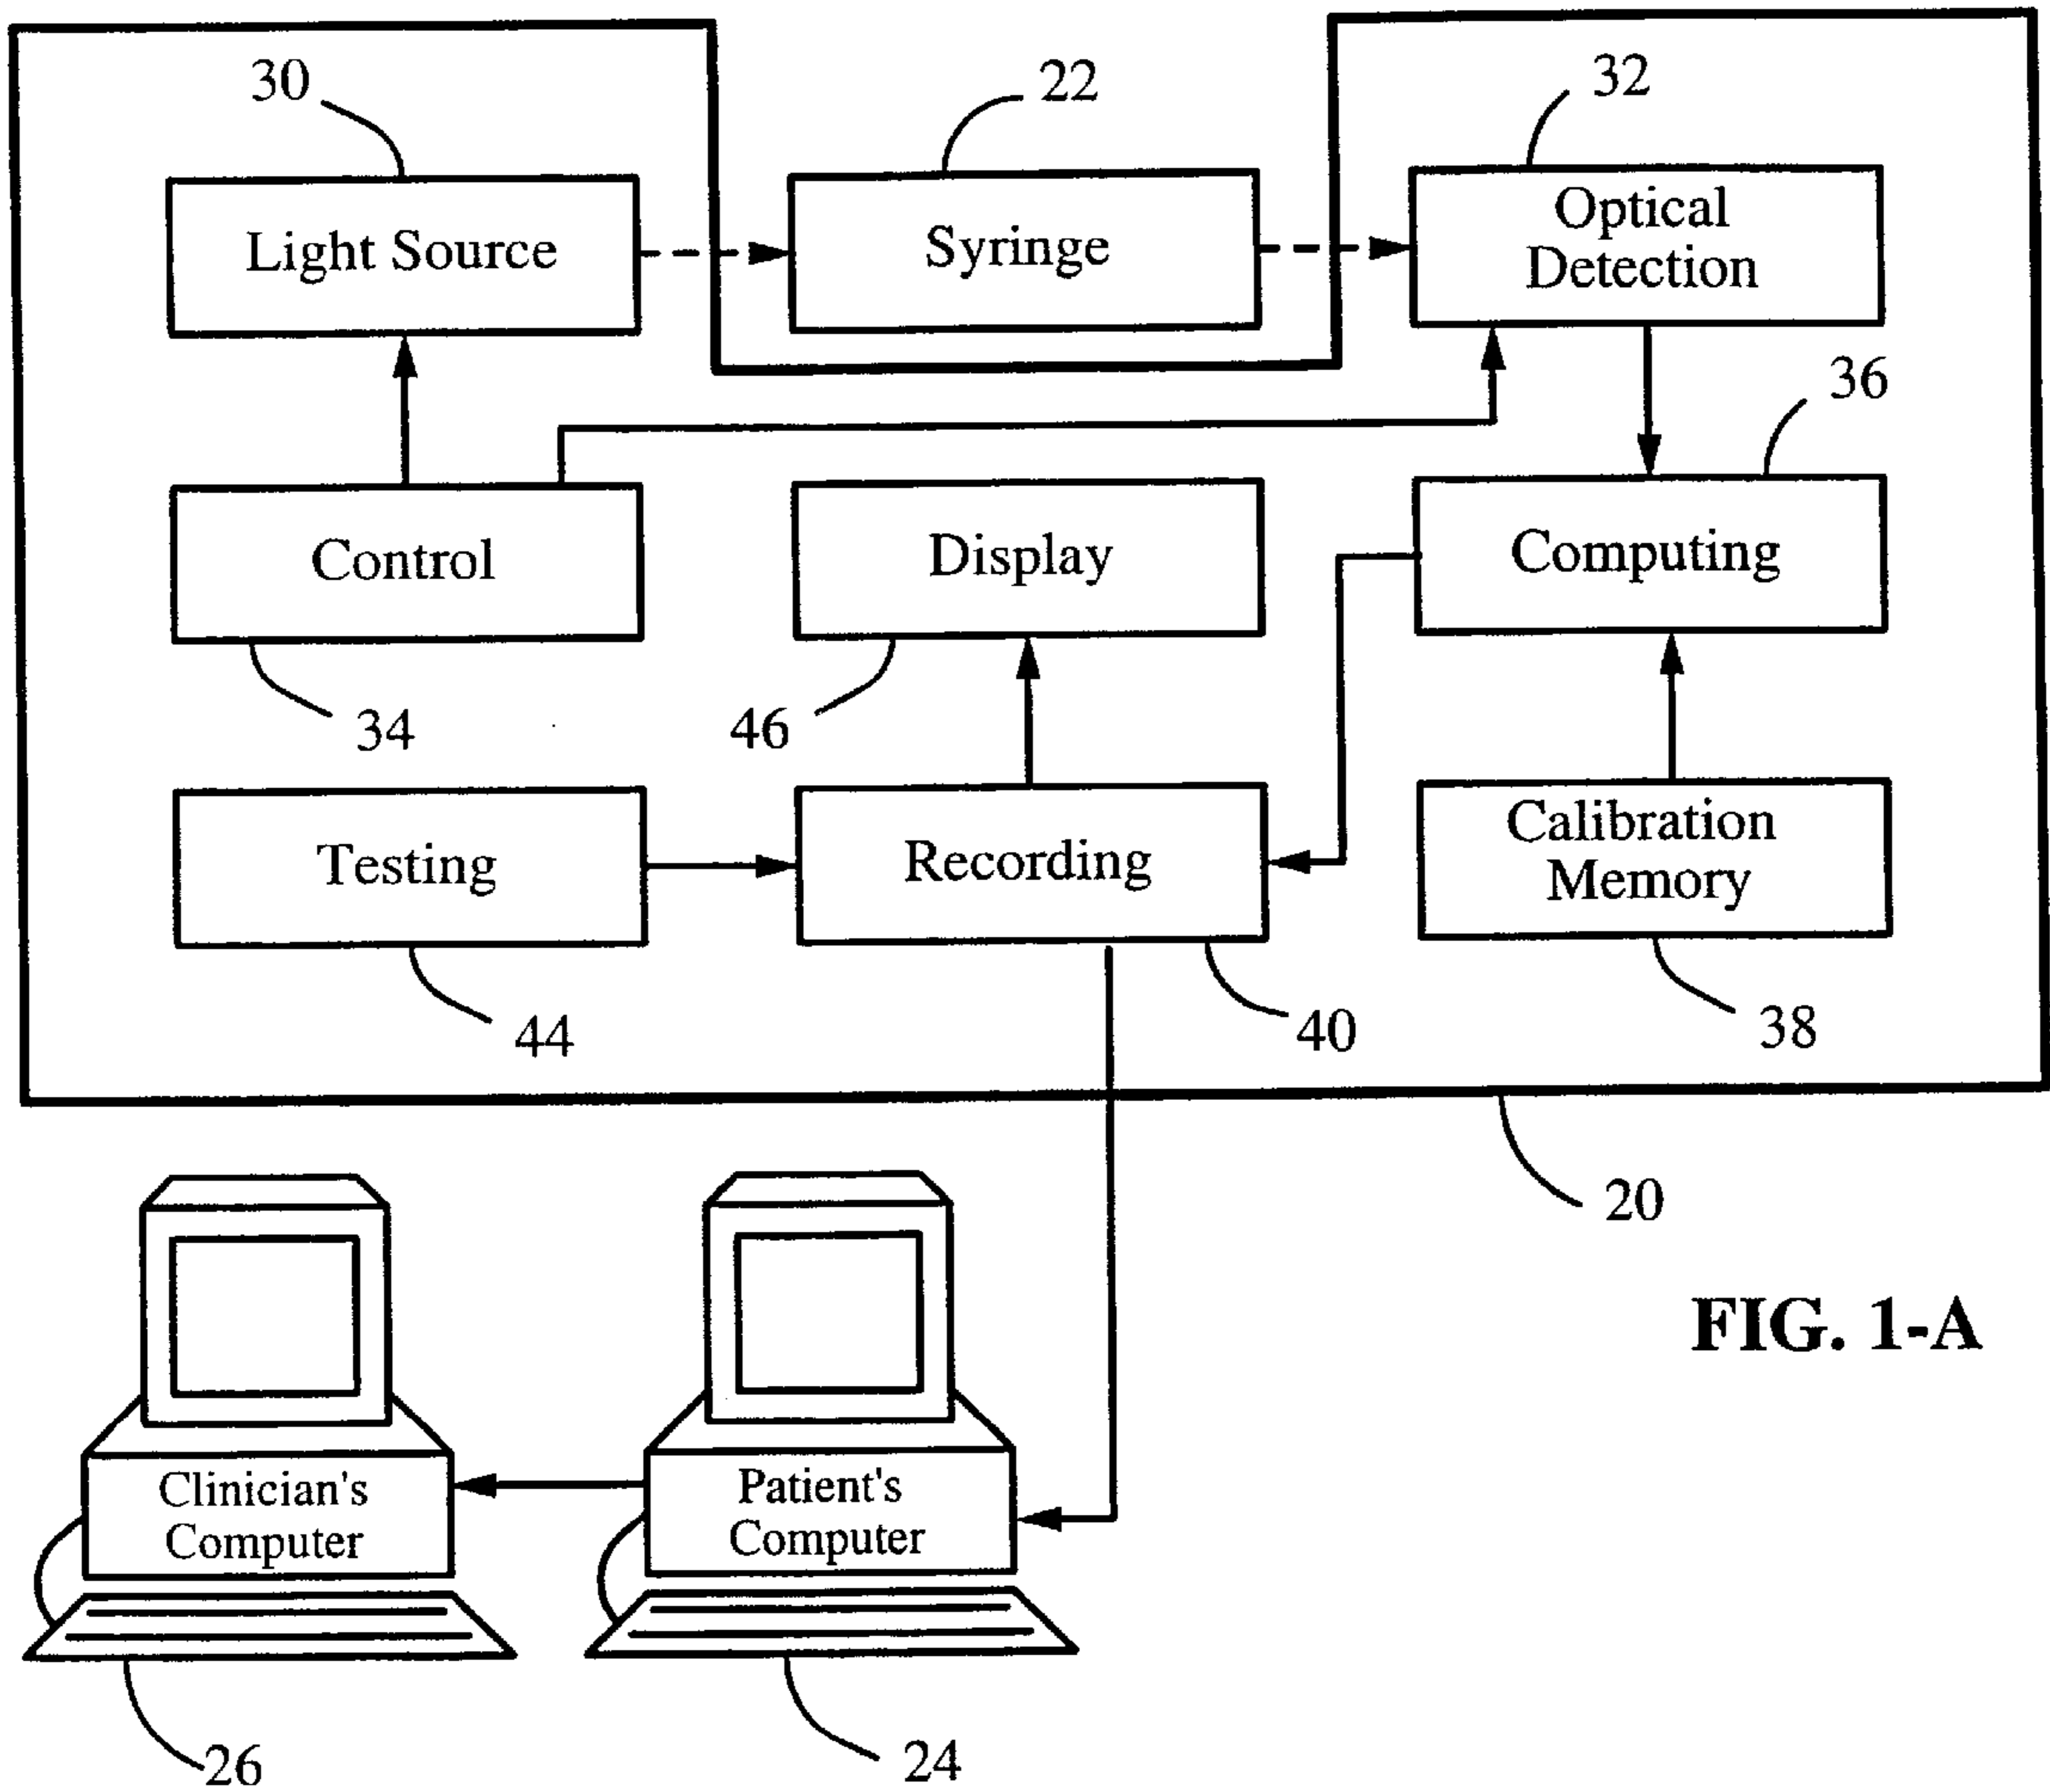 30
22
32
Light Source
Syringe
Optical
Detection
36
Control
Display
Computing
34
46
Testing
Recording
Calibration
Memory
44
40
38
20
FIG. 1-A
Clinician's
Computer
Patient's
Computer
26
24